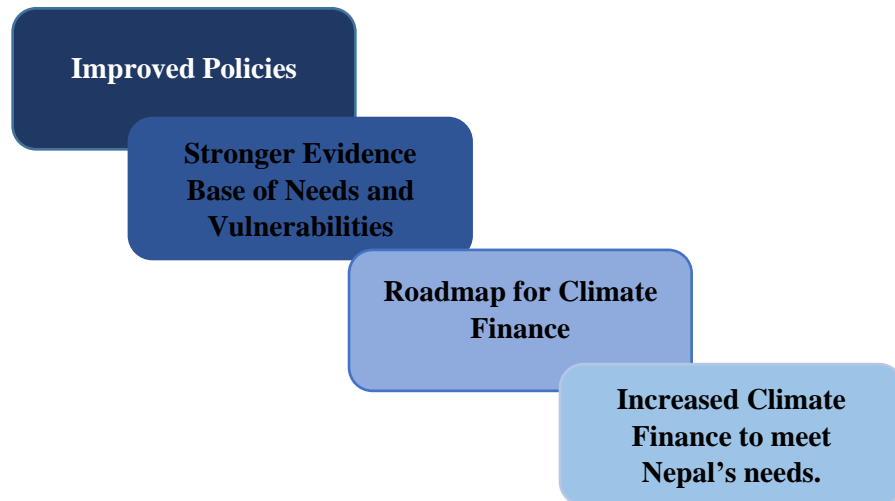 Improved Policies
Stronger Evidence
Base of Needs and
Vulnerabilities
Roadmap for Climate
Finance
Increased Climate
Finance to meet
Nepal’s needs.